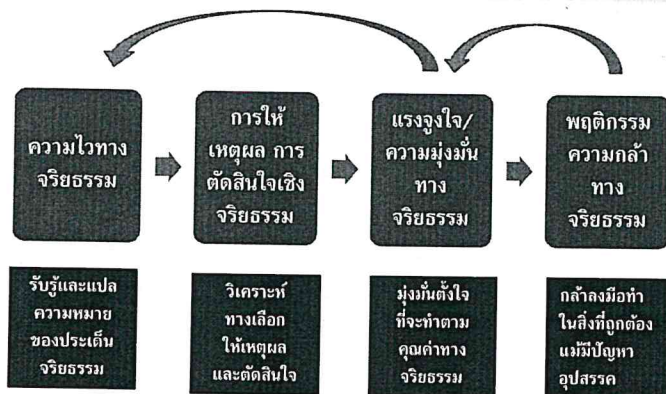 ความไวทาง
จริยธรรม
การให้
เหตุผล การ
ตัดสินใจเชิง
จริยธรรม
แรงจูงใจ/
ความมุ่งมั่น
ทาง
จริยธรรม
พฤติกรรม
ความกล้า
ทาง
จริยธรรม
รับรู้และแปล
ความหมาย
ของประเด็น
จริยธรรม
วิเคราะห์
ทางเลือก
ให้เหตุผล
และตัดสินใจ
มุ่งมั่นตั้งใจ
ที่จะทำตาม
คุณค่าทาง
จริยธรรม
กล้าลงมือทำ
ในสิ่งที่ถูกต้อง
แม้มีปัญหา
อุปสรรค